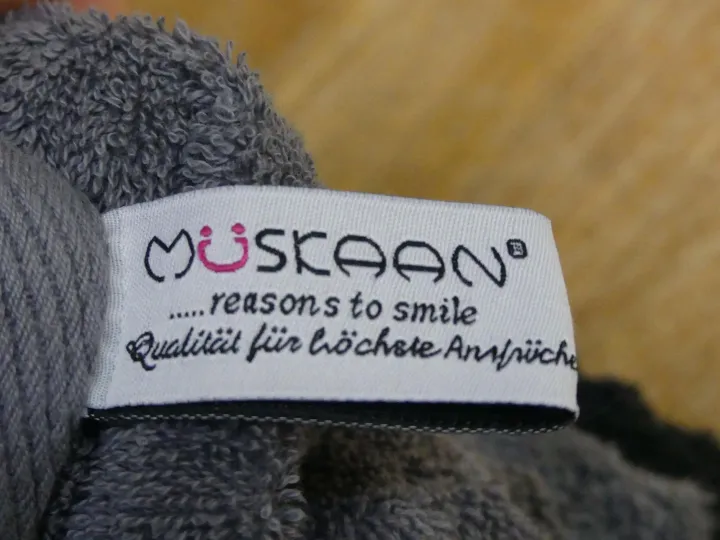 MÜSKAAN®
.....reasons to smile
Qualität für höchste Ansprüche